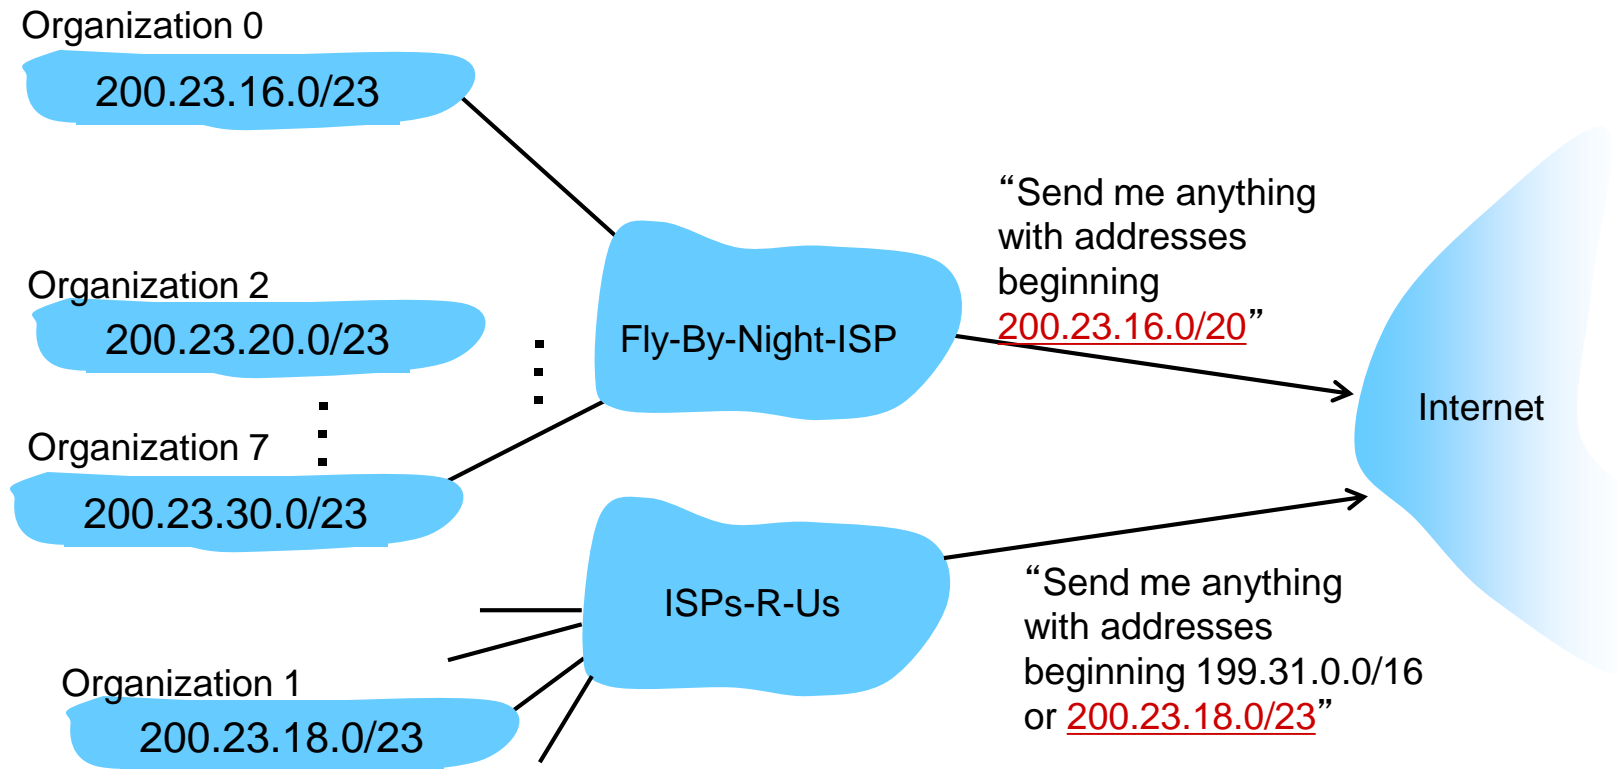 Organization 0
200.23.16.0/23
Organization 2
200.23.20.0/23
Organization 7
200.23.30.0/23
Fly-By-Night-ISP
“Send me anything
with addresses
beginning
200.23.16.0/20”
Internet
ISPs-R-Us
Organization 1
200.23.18.0/23
“Send me anything
with addresses
beginning 199.31.0.0/16
or 200.23.18.0/23”